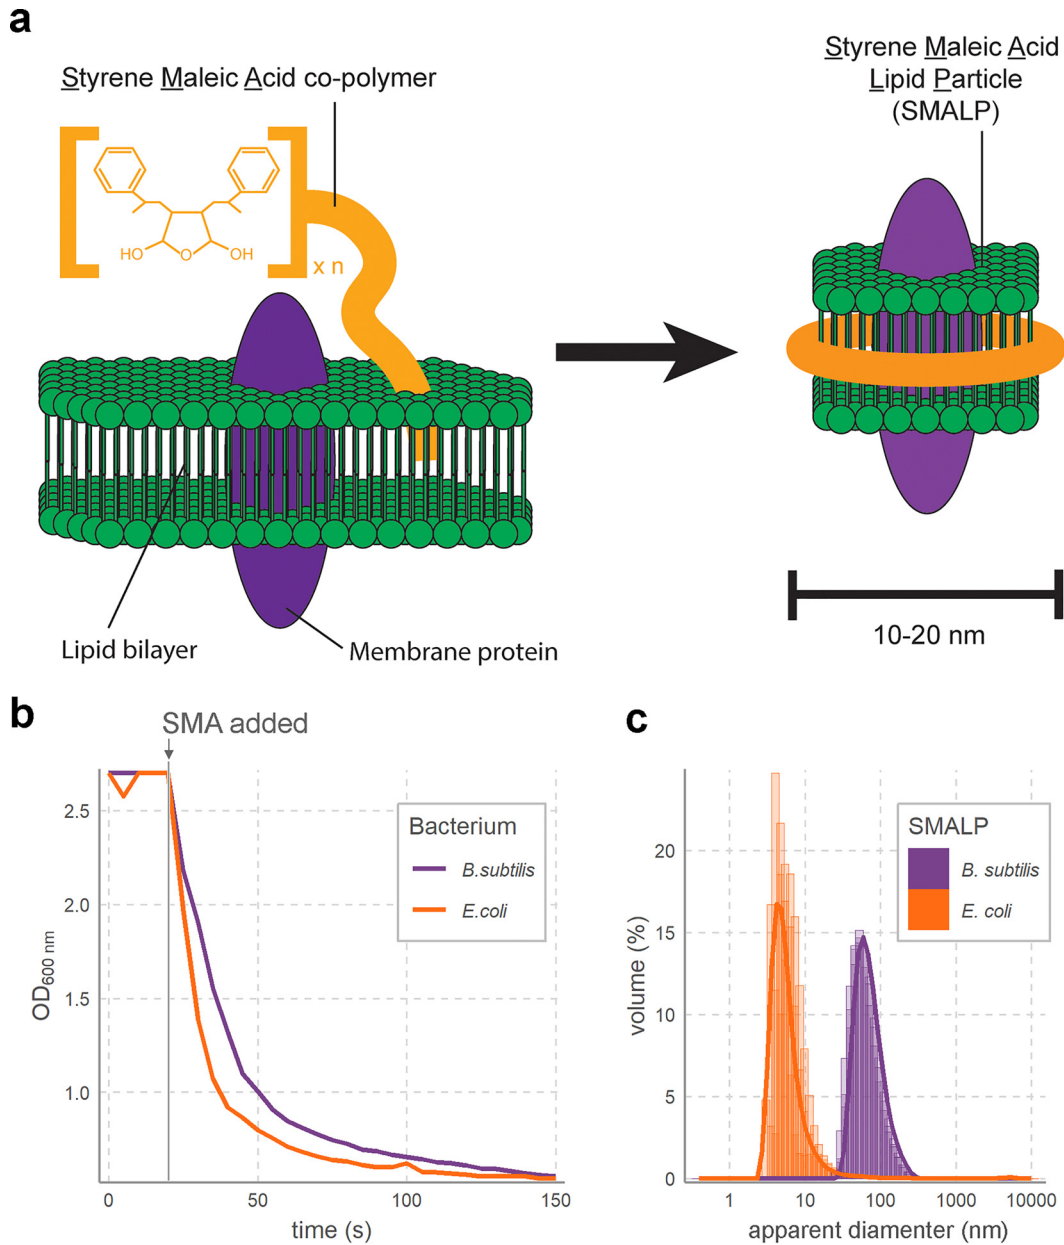 a
Styrene Maleic Acid co-polymer
HO
O
OH
x n
Styrene Maleic Acid
Lipid Particle
(SMALP)
Lipid bilayer
Membrane protein
10-20 nm
b
SMA added
OD600 nm
2.5
2.0
1.5
1.0
0
50
100
150
time (s)
Bacterium
B.subtilis
E.coli
c
volume (%)
20
15
10
5
0
1
10
100
1000
10000
apparent diamenter (nm)
SMALP
B. subtilis
E. coli